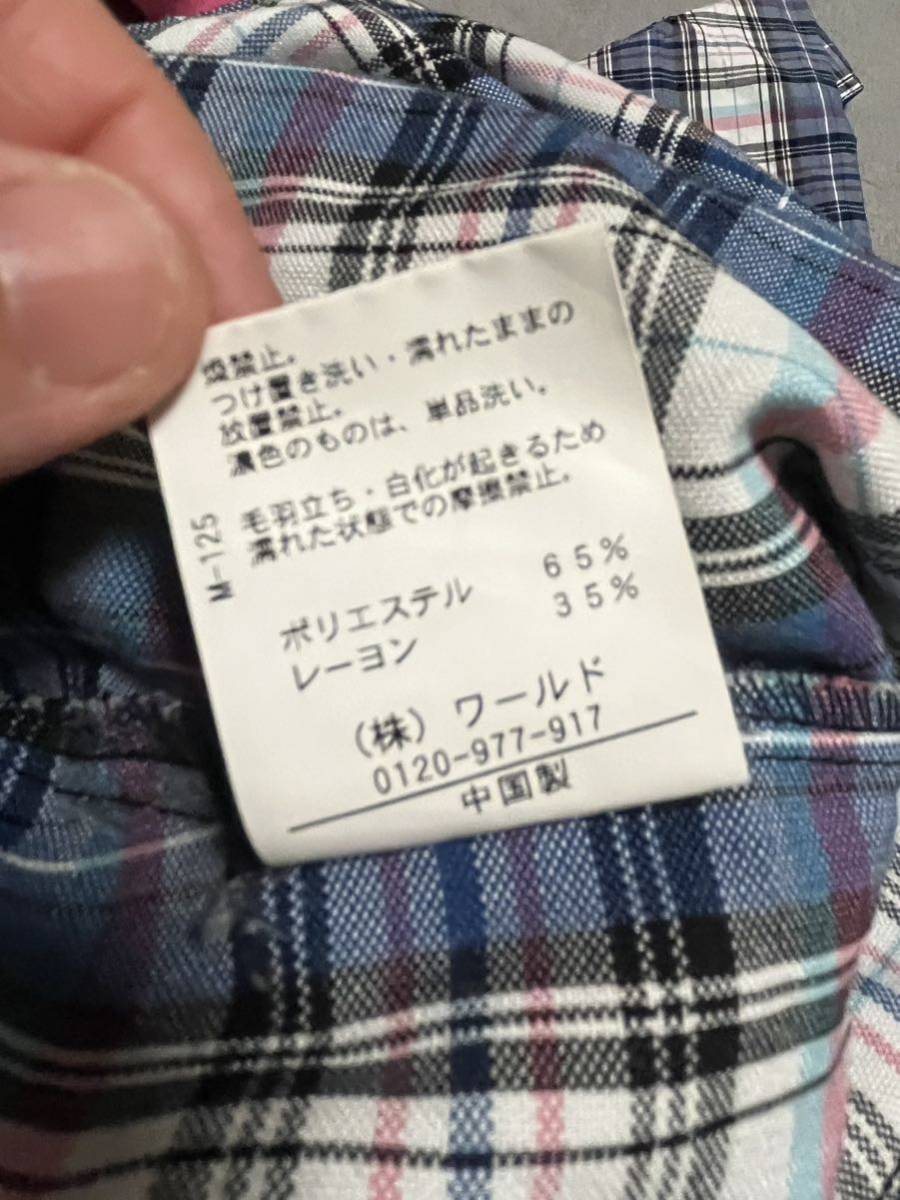 燥禁止。
つけ置き洗い・濡れたままの
放置禁止。
濃色のものは、単品洗い。
毛羽立ち・白化が起きるため
濡れた状態での摩擦禁止。
M-125
ポリエステル 65%
レーヨン 35%
(株) ワールド
0120-977-917
中国製